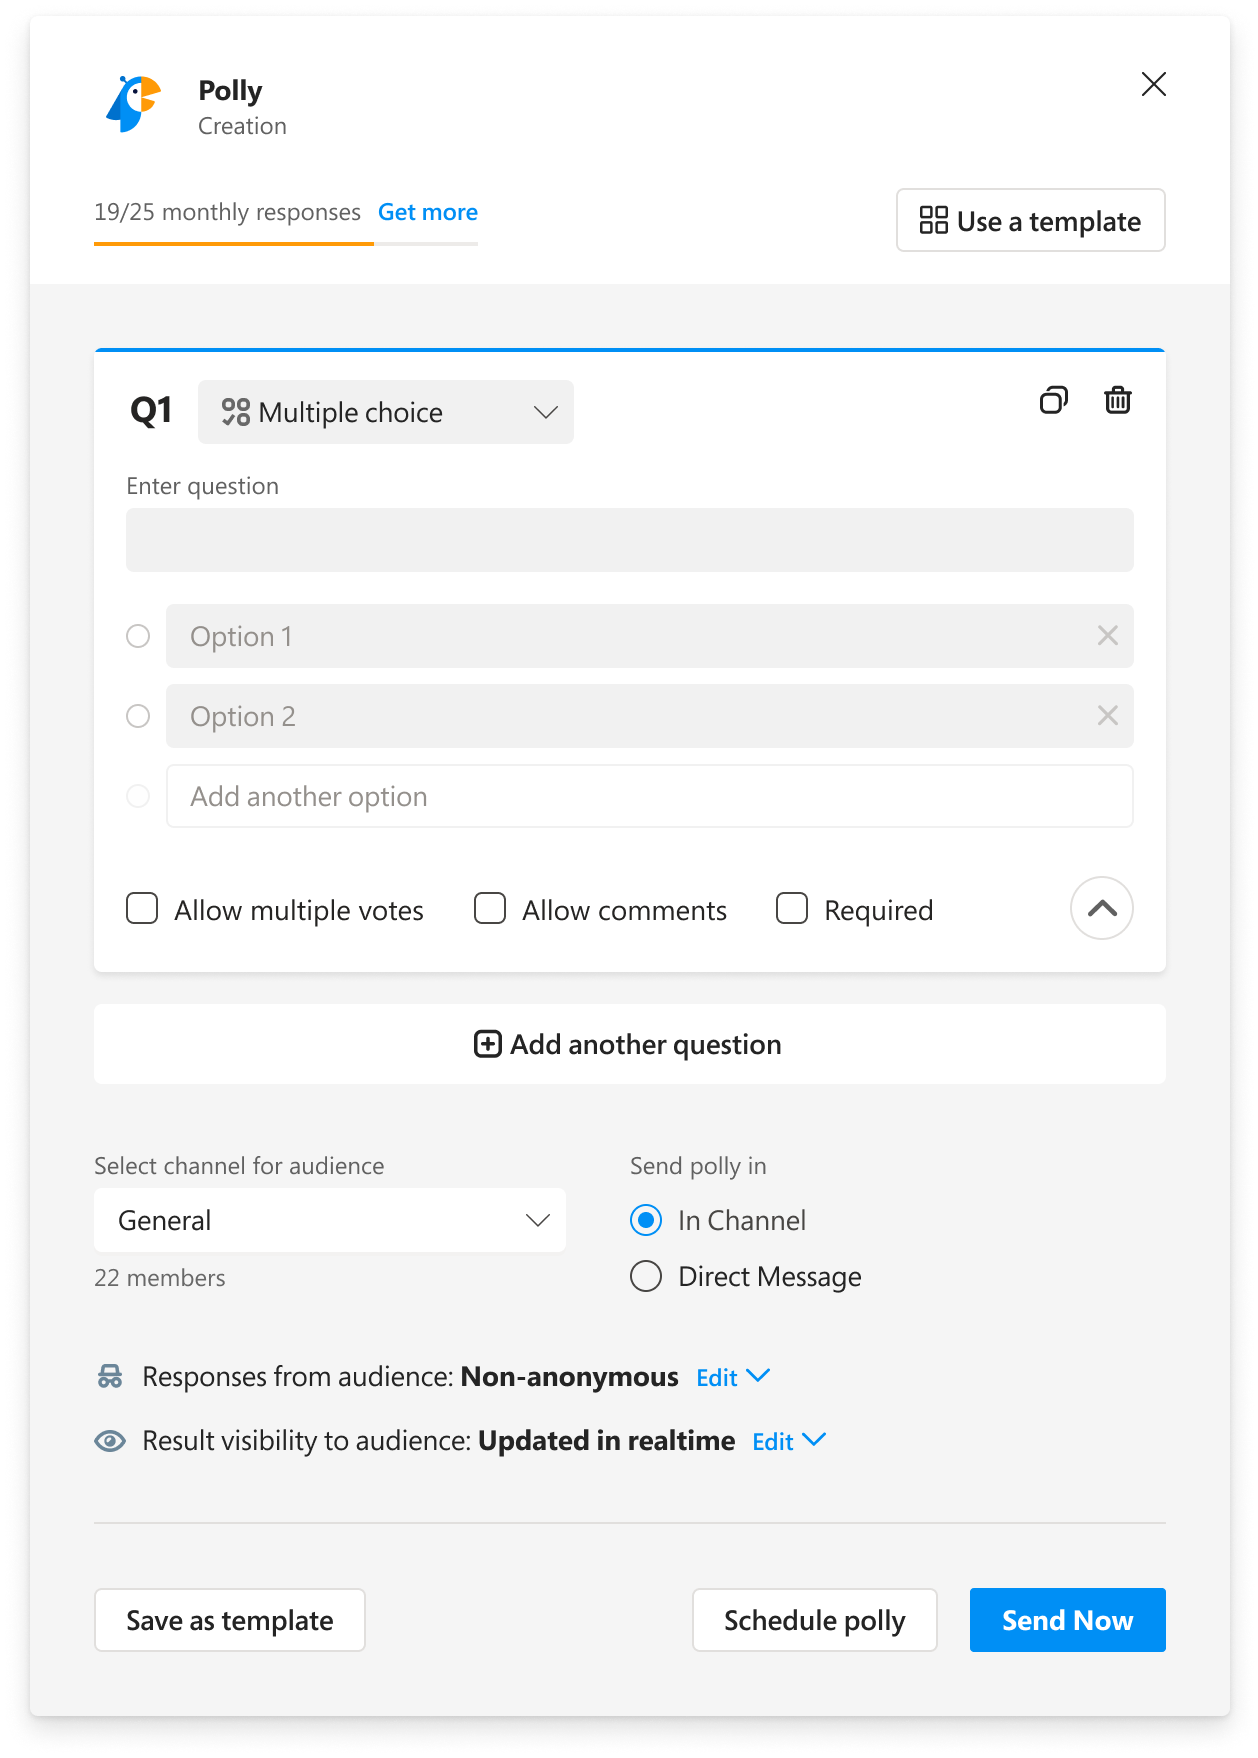 Polly
Creation
19/25 monthly responses Get more
Use a template
Q1 Multiple choice
Enter question
Option 1
Option 2
Add another option
Allow multiple votes Allow comments Required
Add another question
Select channel for audience
General
22 members
Send polly in
In Channel
Direct Message
Responses from audience: Non-anonymous Edit
Result visibility to audience: Updated in realtime Edit
Save as template Schedule polly Send Now